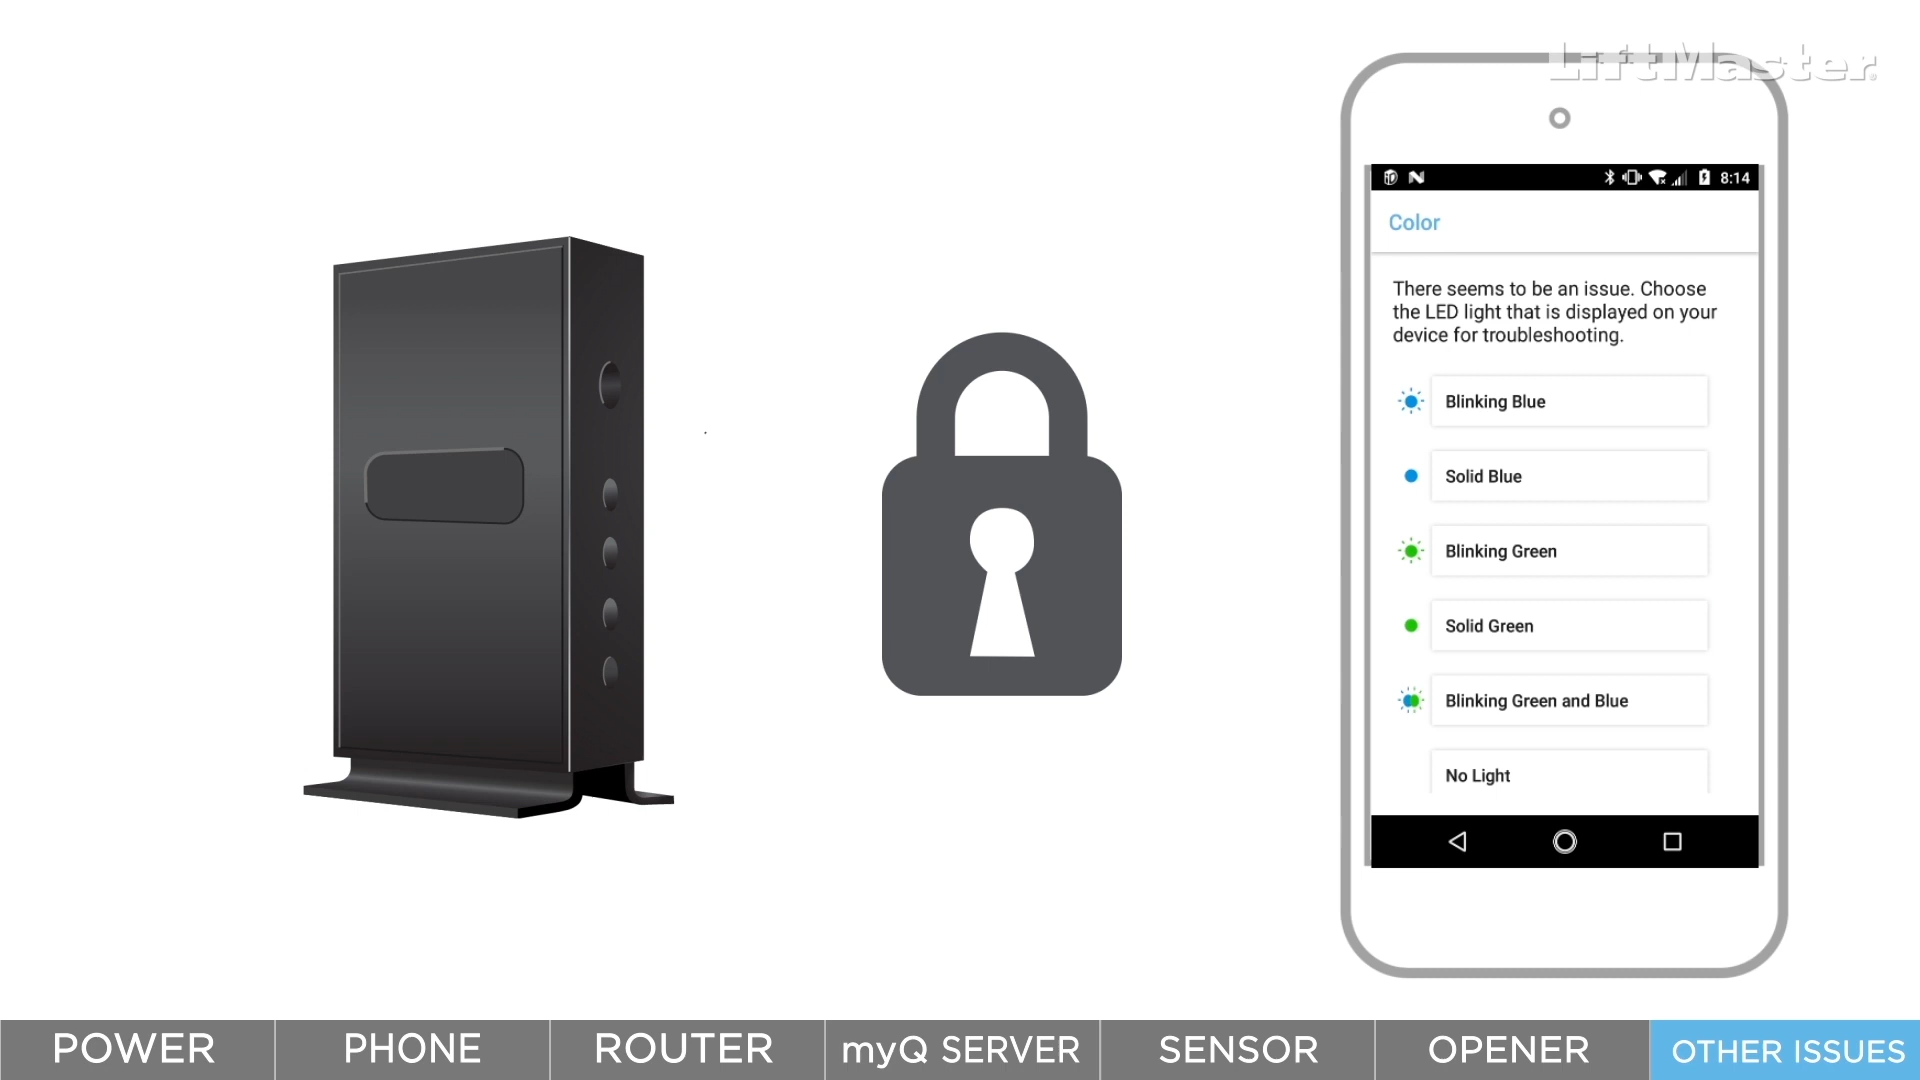 LiftMaster®
8:14
Color
There seems to be an issue. Choose
the LED light that is displayed on your
device for troubleshooting.
Blinking Blue
Solid Blue
Blinking Green
Solid Green
Blinking Green and Blue
No Light
POWER
PHONE
ROUTER
myQ SERVER
SENSOR
OPENER
OTHER ISSUES